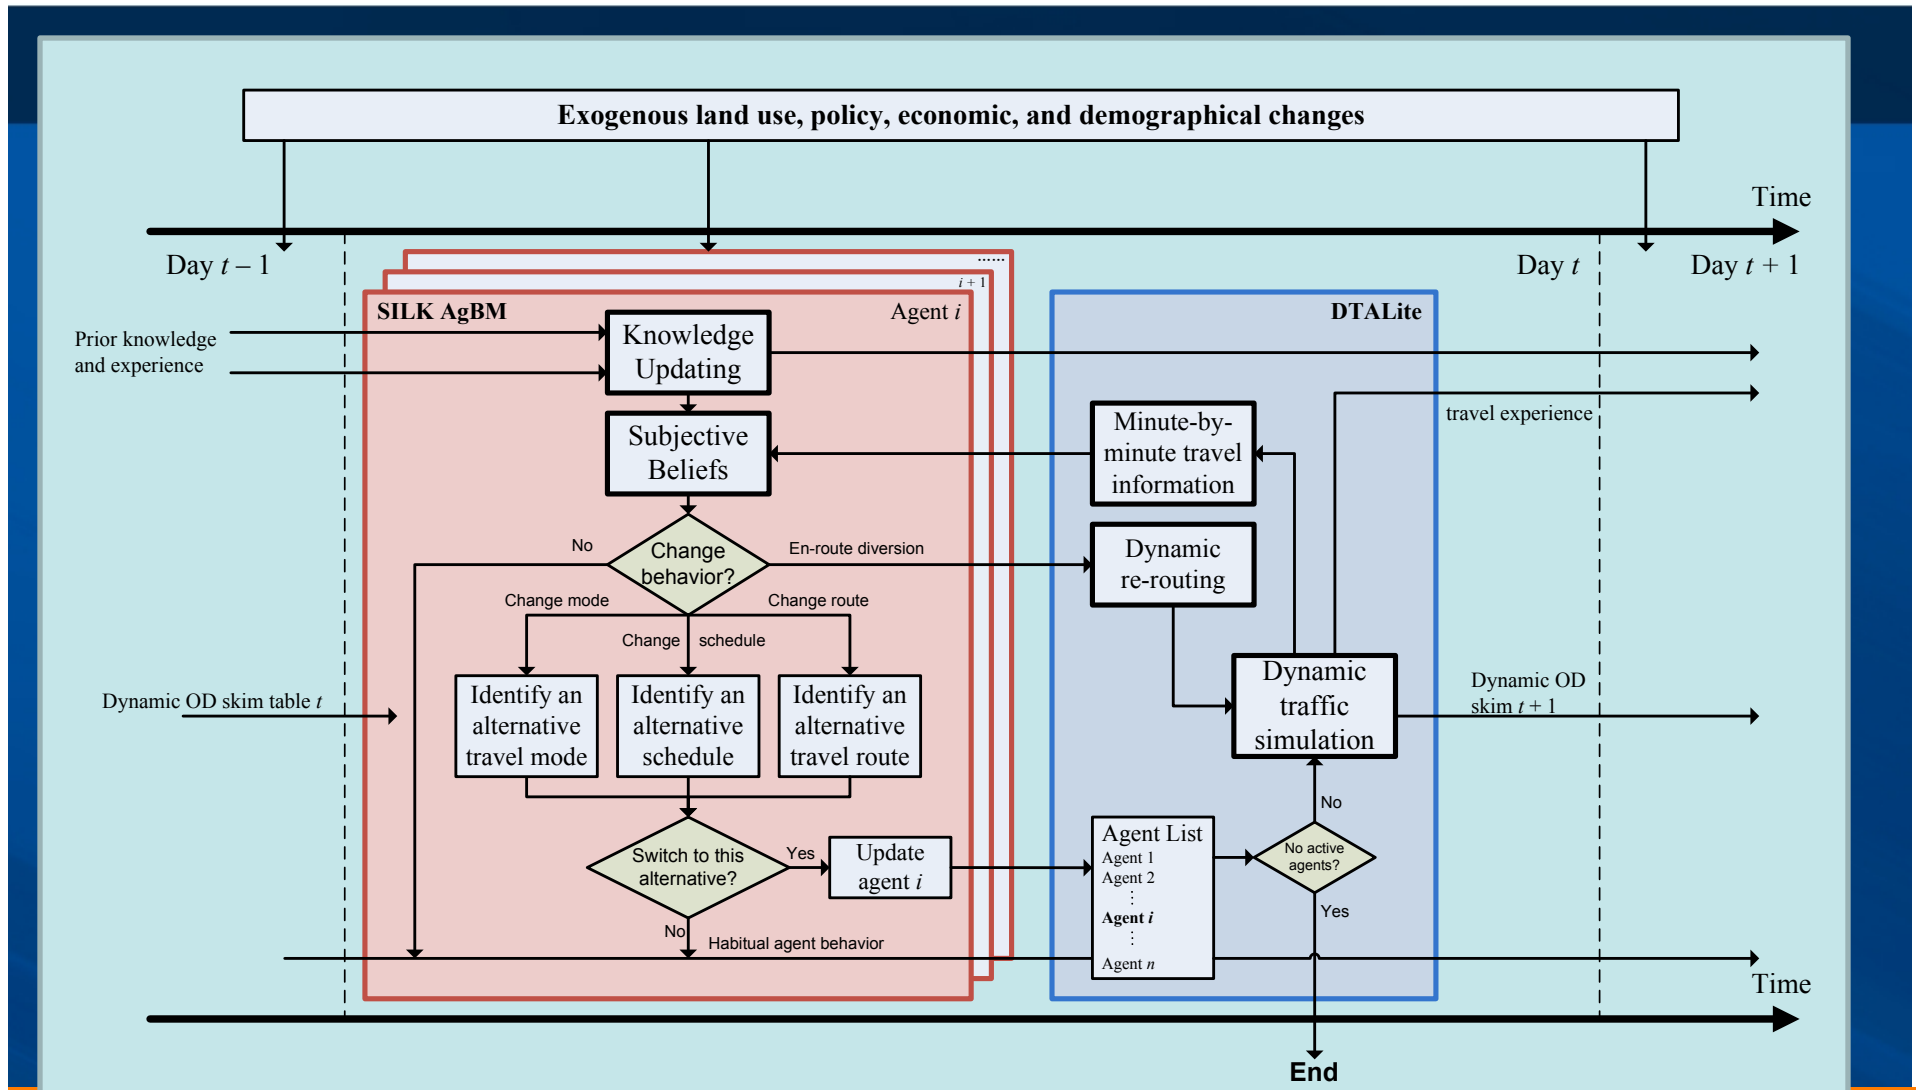 Exogenous land use, policy, economic, and demographical changes
Time
Day t – 1
Day t
Day t + 1
......
i + 1
SILK AgBM
Agent i
DTALite
Prior knowledge
and experience
Knowledge
Updating
travel experience
Subjective
Beliefs
Minute-by-
minute travel
information
No
Change
behavior?
En-route diversion
Dynamic
re-routing
Change mode
Change route
Change schedule
Dynamic OD skim table t
Identify an
alternative
travel mode
Identify an
alternative
schedule
Identify an
alternative
travel route
Dynamic
traffic
simulation
Dynamic OD
skim t + 1
No
Switch to this
alternative?
Yes
Update
agent i
Agent List
Agent 1
Agent 2
⋮
Agent i
⋮
Agent n
No active
agents?
Yes
No
Habitual agent behavior
Time
End